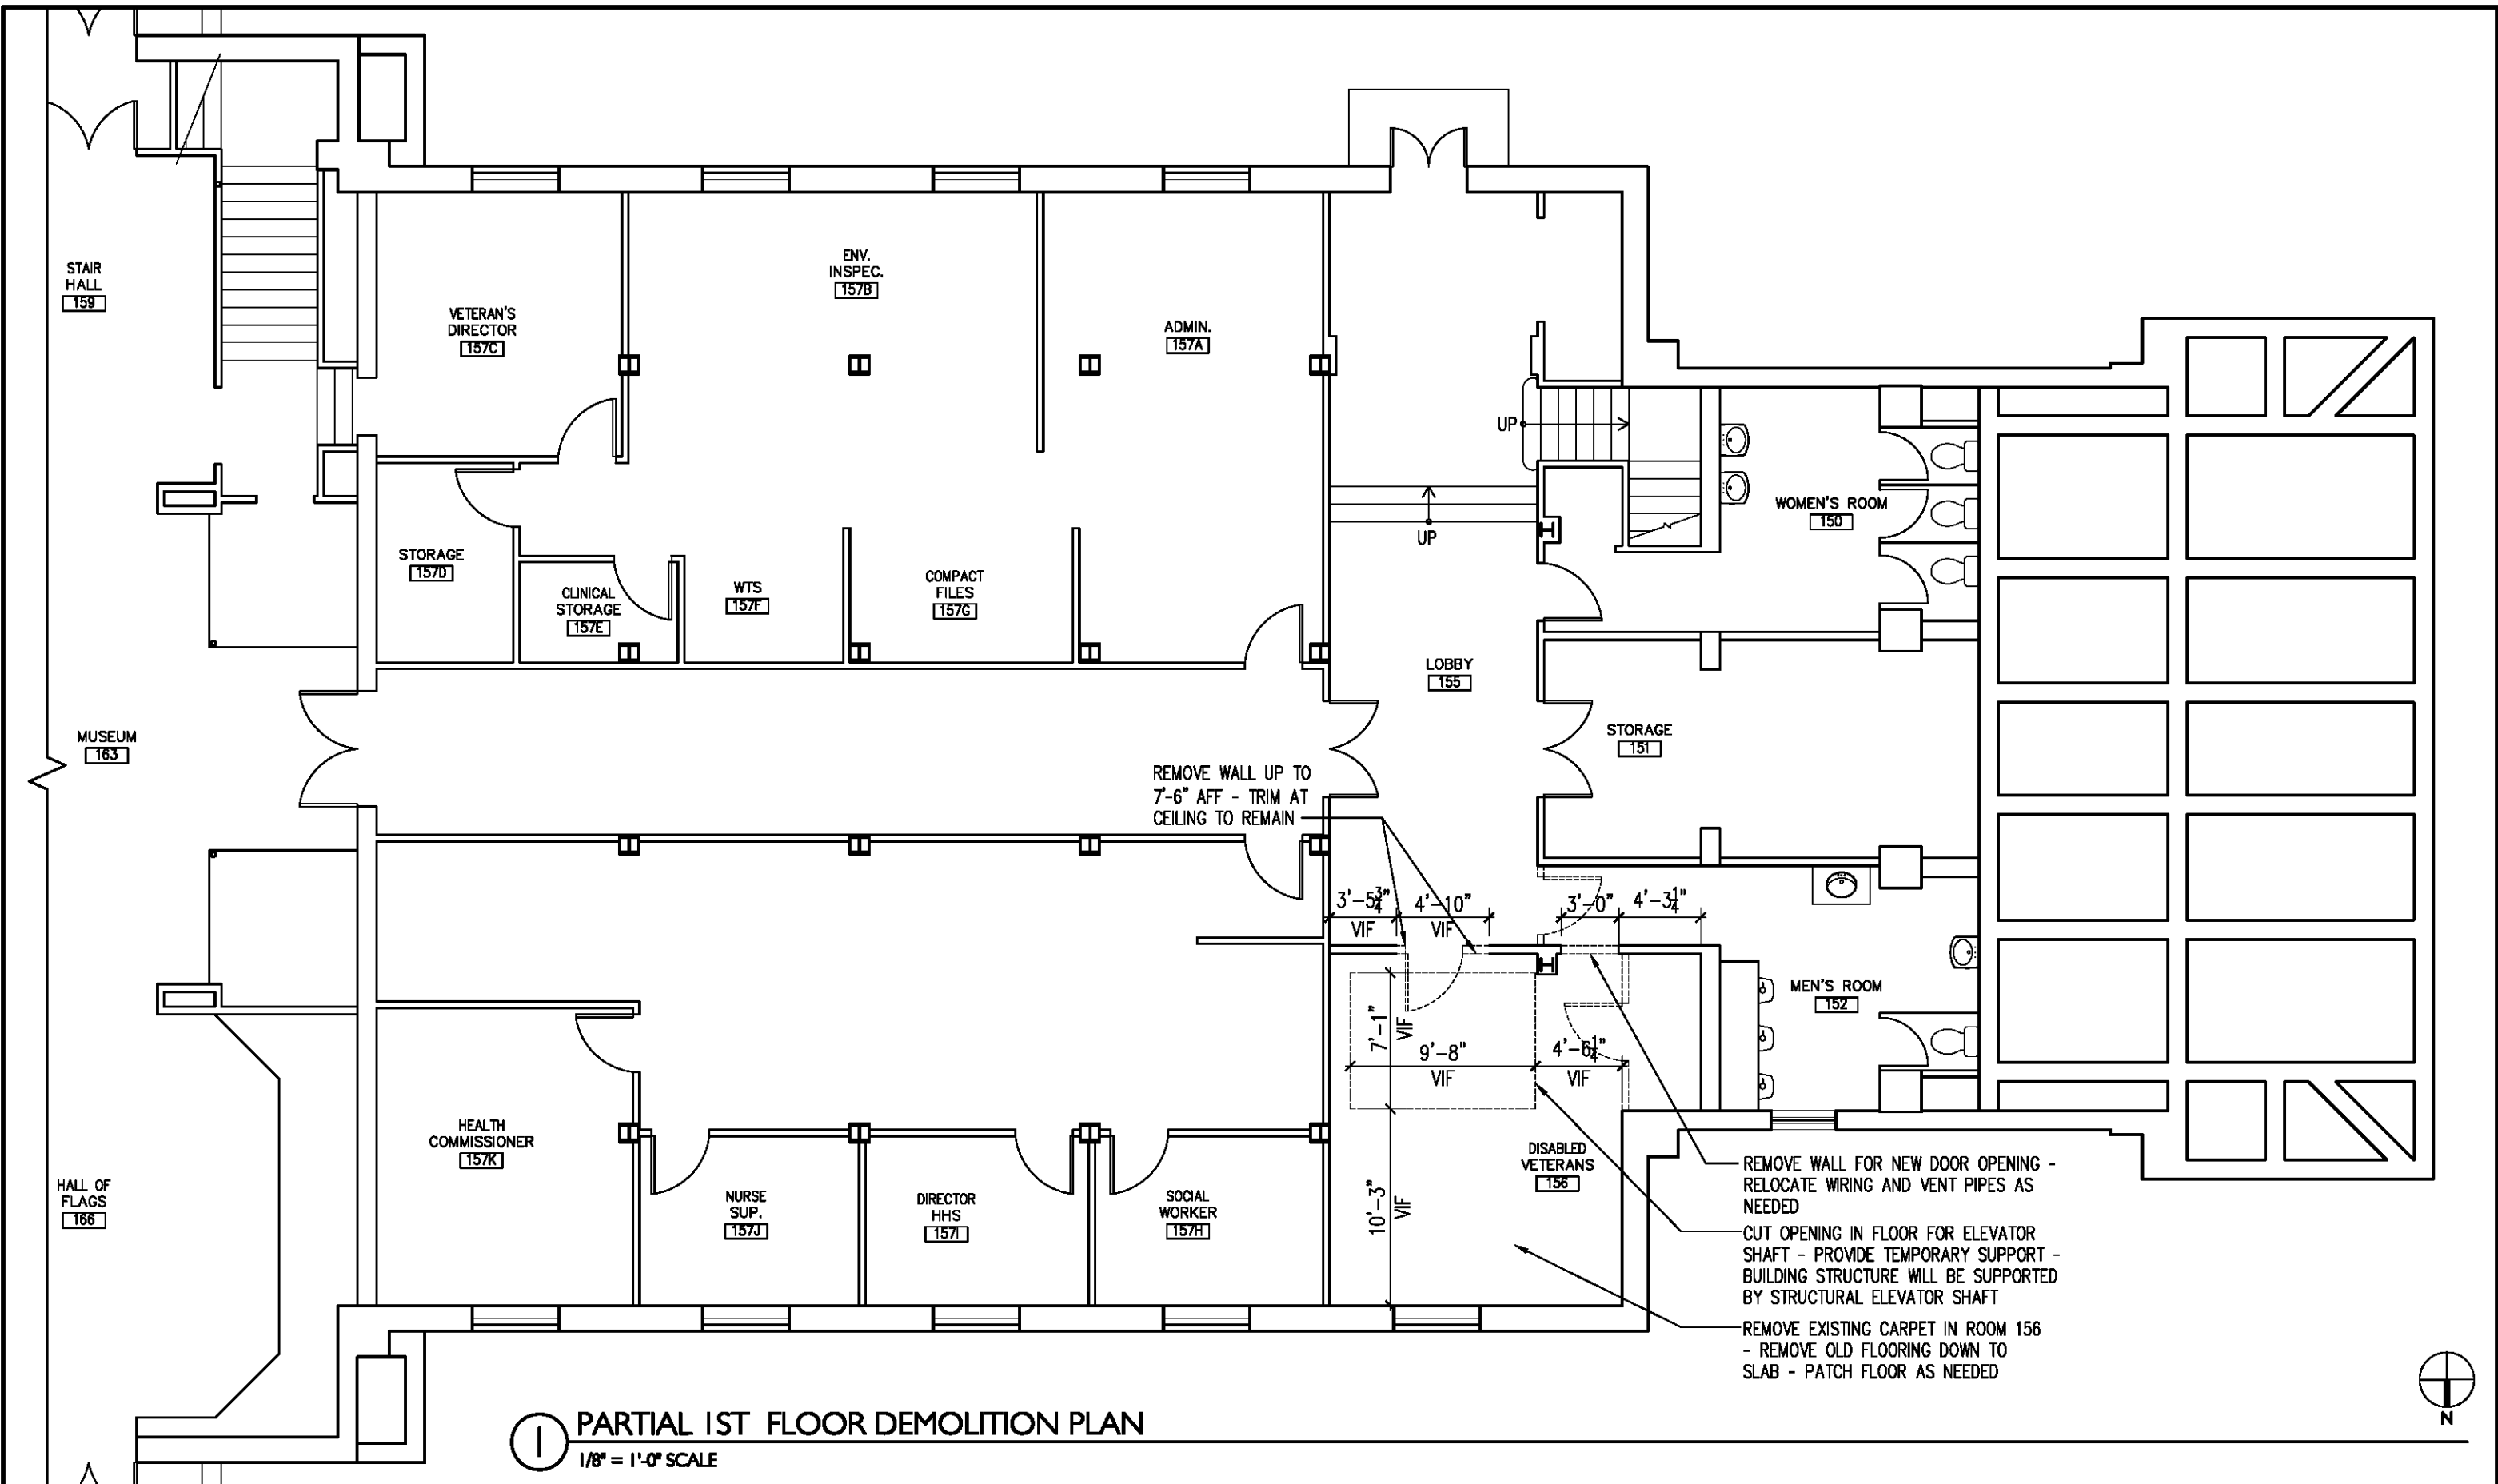 STAIR
HALL
159
VETERAN'S
DIRECTOR
157C
ENV.
INSPEC.
157B
ADMIN.
157A
UP
UP
WOMEN'S ROOM
150
STORAGE
157D
CLINICAL
STORAGE
157E
WTS
157F
COMPACT
FILES
157G
LOBBY
155
STORAGE
151
MUSEUM
163
REMOVE WALL UP TO
7'-6" AFF - TRIM AT
CEILING TO REMAIN
3'-5 3/4"
VIF
4'-10"
VIF
3'-0"
4'-3 1/4"
MEN'S ROOM
152
7'-1"
VIF
9'-8"
VIF
4'-6 1/4"
VIF
10'-3"
VIF
HEALTH
COMMISSIONER
157K
NURSE
SUP.
157J
DIRECTOR
HHS
157I
SOCIAL
WORKER
157H
DISABLED
VETERANS
156
HALL OF
FLAGS
166
REMOVE WALL FOR NEW DOOR OPENING -
RELOCATE WIRING AND VENT PIPES AS
NEEDED
CUT OPENING IN FLOOR FOR ELEVATOR
SHAFT - PROVIDE TEMPORARY SUPPORT -
BUILDING STRUCTURE WILL BE SUPPORTED
BY STRUCTURAL ELEVATOR SHAFT
REMOVE EXISTING CARPET IN ROOM 156
- REMOVE OLD FLOORING DOWN TO
SLAB - PATCH FLOOR AS NEEDED
N
1
PARTIAL 1ST FLOOR DEMOLITION PLAN
1/8" = 1'-0" SCALE